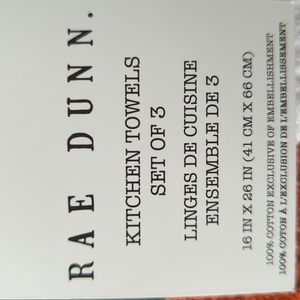 RAE DUNN.
KITCHEN TOWELS
SET OF 3
LINGES DE CUISINE
ENSEMBLE DE 3
16 IN X 26 IN (41 CM X 66 CM)
100% COTTON EXCLUSIVE OF EMBELLISHMENT
100% COTON À L'EXCLUSION DE L'EMBELLISSEMENT